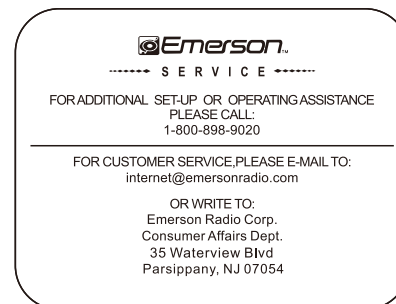 Emerson™
SERVICE
FOR ADDITIONAL SET-UP OR OPERATING ASSISTANCE
PLEASE CALL:
1-800-898-9020
FOR CUSTOMER SERVICE,PLEASE E-MAIL TO:
internet@emersonradio.com
OR WRITE TO:
Emerson Radio Corp.
Consumer Affairs Dept.
35 Waterview Blvd
Parsippany, NJ 07054